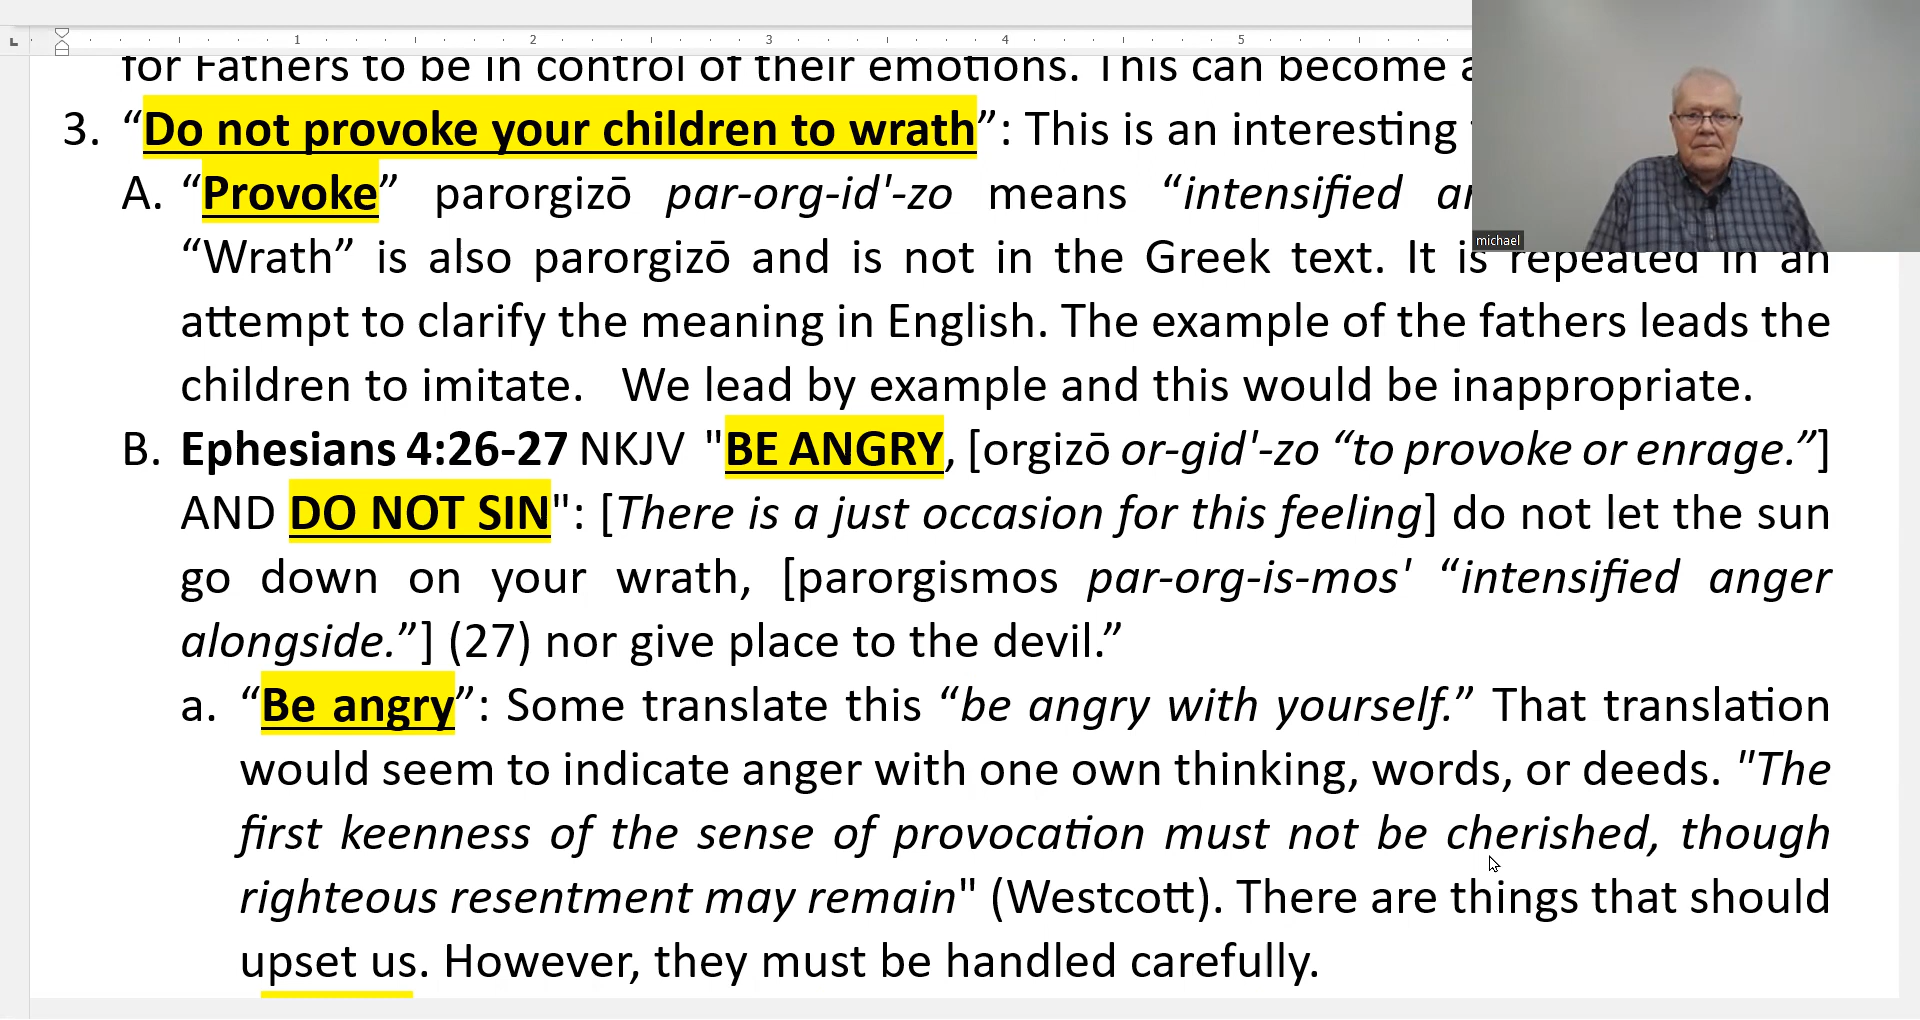 1 2 3 4 5
for Fathers to be in control of their emotions. This can become
3. “Do not provoke your children to wrath”: This is an interesting
A. “Provoke” parorgizō par-org-id'-zo means “intensified
“Wrath” is also parorgizō and is not in the Greek text. It is repeated in an
attempt to clarify the meaning in English. The example of the fathers leads the
children to imitate. We lead by example and this would be inappropriate.
B. Ephesians 4:26-27 NKJV "BE ANGRY, [orgizō or-gid'-zo “to provoke or enrage.”]
AND DO NOT SIN": [There is a just occasion for this feeling] do not let the sun
go down on your wrath, [parorgismos par-org-is-mos' “intensified anger
alongside.”] (27) nor give place to the devil.”
a. “Be angry”: Some translate this “be angry with yourself.” That translation
would seem to indicate anger with one own thinking, words, or deeds. "The
first keenness of the sense of provocation must not be cherished, though
righteous resentment may remain" (Westcott). There are things that should
upset us. However, they must be handled carefully.
michael